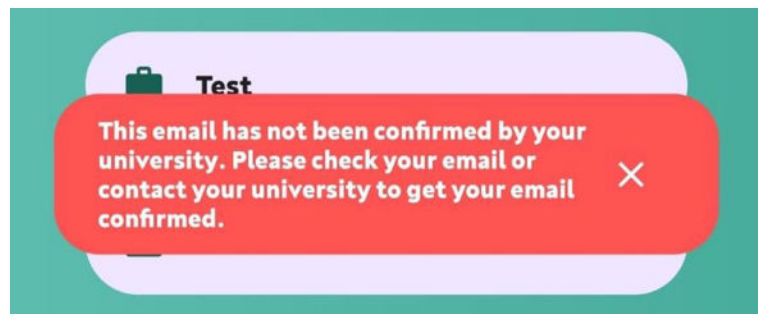 Test
This email has not been confirmed by your
university. Please check your email or
contact your university to get your email
confirmed.